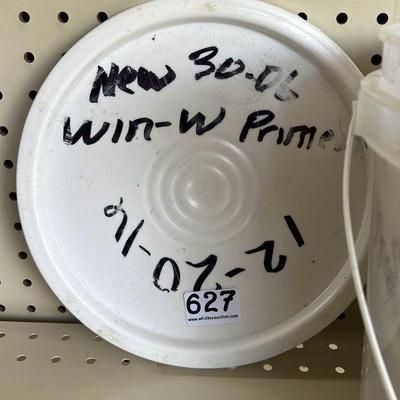 New 30-06
Win-W Primed
12-20-16
627
www.whitleyauction.com